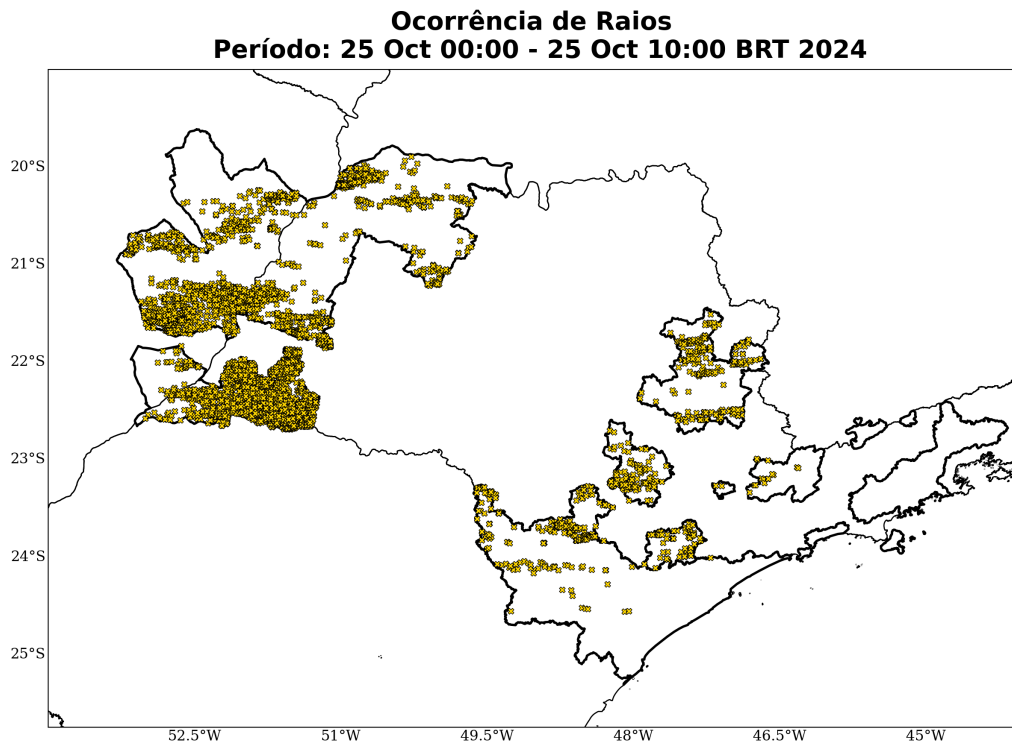 Ocorrência de Raios
Período: 25 Oct 00:00 - 25 Oct 10:00 BRT 2024
20°S
21°S
22°S
23°S
24°S
25°S
52.5°W 51°W 49.5°W 48°W 46.5°W 45°W